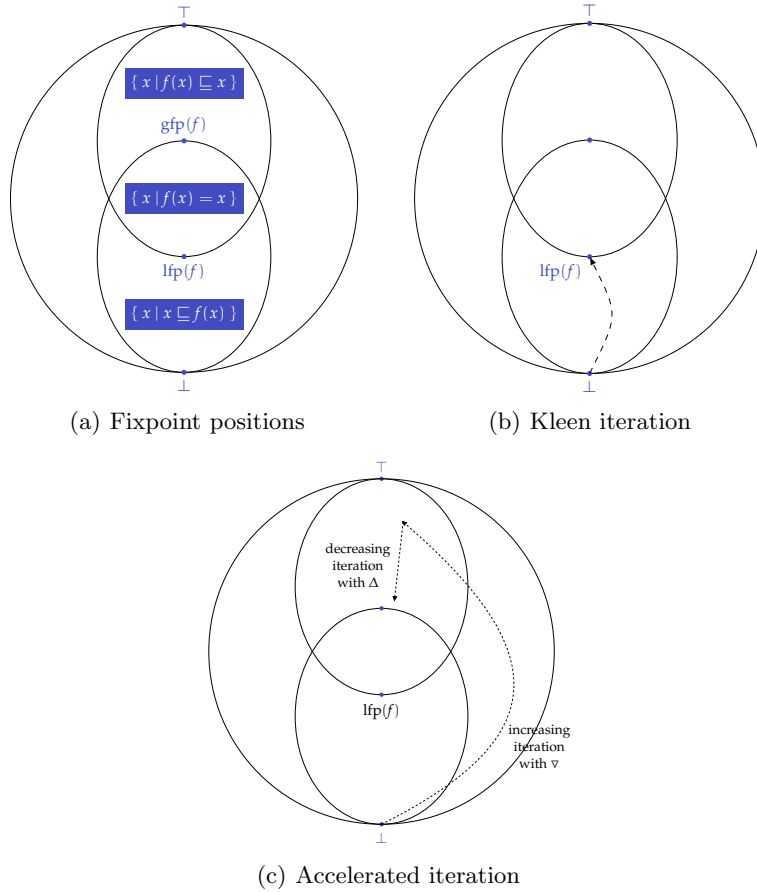 ⊤
{ x | f(x) ⊑ x }
gfp(f)
{ x | f(x) = x }
lfp(f)
{ x | x ⊑ f(x) }
⊥
(a) Fixpoint positions
⊤
lfp(f)
⊥
(b) Kleen iteration
⊤
decreasing
iteration
with Δ
lfp(f)
increasing
iteration
with ▿
⊥
(c) Accelerated iteration